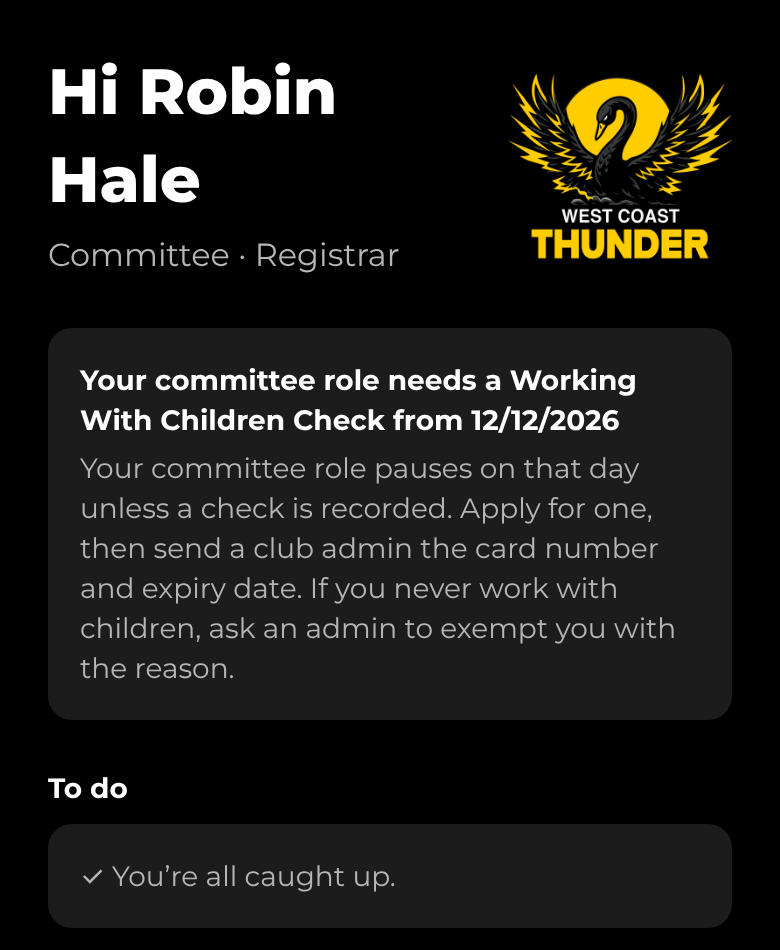 Hi Robin
Hale
Committee · Registrar
WEST COAST
THUNDER
Your committee role needs a Working
With Children Check from 12/12/2026
Your committee role pauses on that day
unless a check is recorded. Apply for one,
then send a club admin the card number
and expiry date. If you never work with
children, ask an admin to exempt you with
the reason.
To do
✓ You’re all caught up.